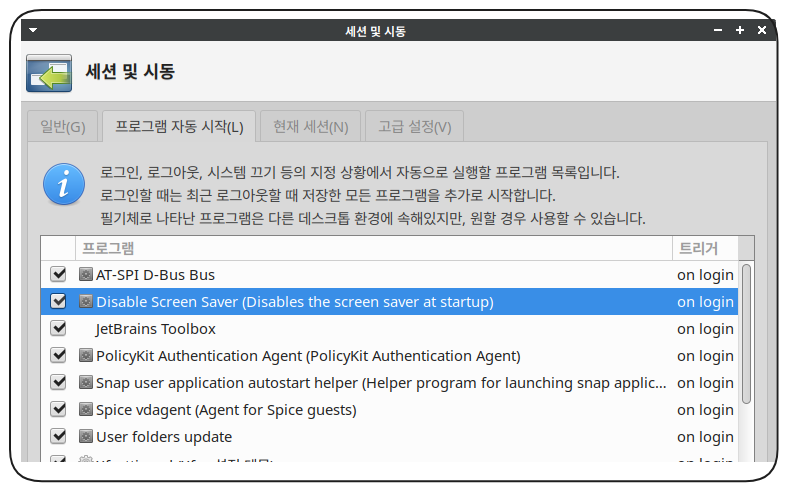 세션 및 시동
세션 및 시동
일반(G) 프로그램 자동 시작(L) 현재 세션(N) 고급 설정(V)
로그인, 로그아웃, 시스템 끄기 등의 지정 상황에서 자동으로 실행할 프로그램 목록입니다.
로그인할 때는 최근 로그아웃할 때 저장한 모든 프로그램을 추가로 시작합니다.
필기체로 나타난 프로그램은 다른 데스크톱 환경에 속해있지만, 원할 경우 사용할 수 있습니다.
프로그램 트리거
AT-SPI D-Bus Bus on login
Disable Screen Saver (Disables the screen saver at startup) on login
JetBrains Toolbox on login
PolicyKit Authentication Agent (PolicyKit Authentication Agent) on login
Snap user application autostart helper (Helper program for launching snap applic... on login
Spice vdagent (Agent for Spice guests) on login
User folders update on login
on login